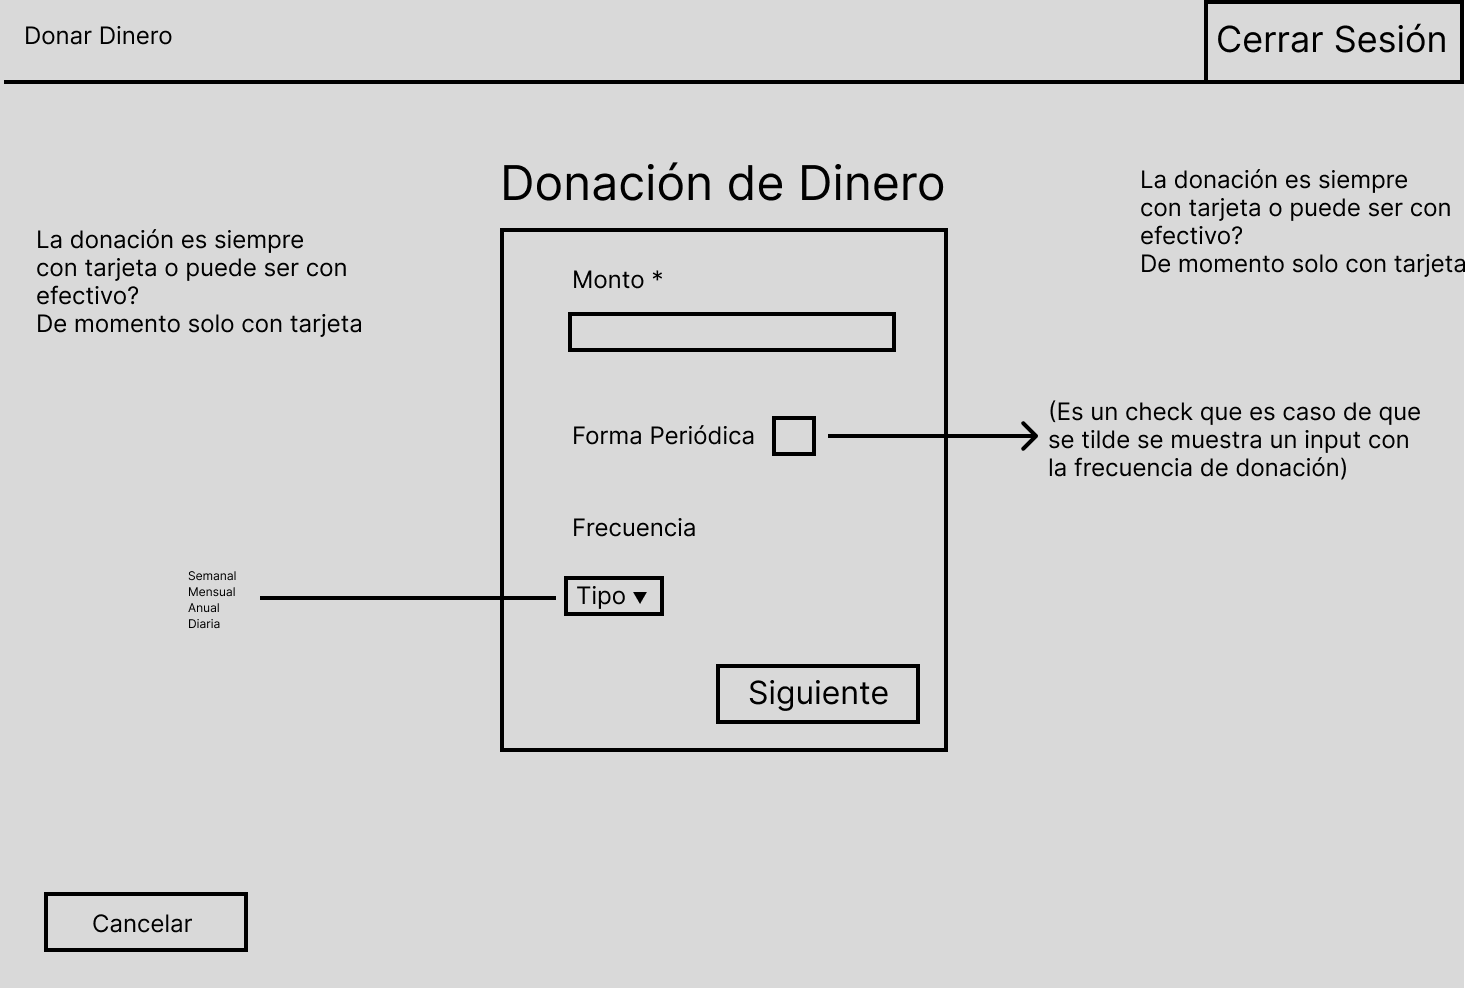 Donar Dinero
Cerrar Sesión
Donación de Dinero
La donación es siempre
con tarjeta o puede ser con
efectivo?
De momento solo con tarjeta
La donación es siempre
con tarjeta o puede ser con
efectivo?
De momento solo con tarjeta
Monto *
Forma Periódica
(Es un check que es caso de que
se tilde se muestra un input con
la frecuencia de donación)
Frecuencia
Semanal
Mensual
Anual
Diaria
Tipo ▼
Siguiente
Cancelar